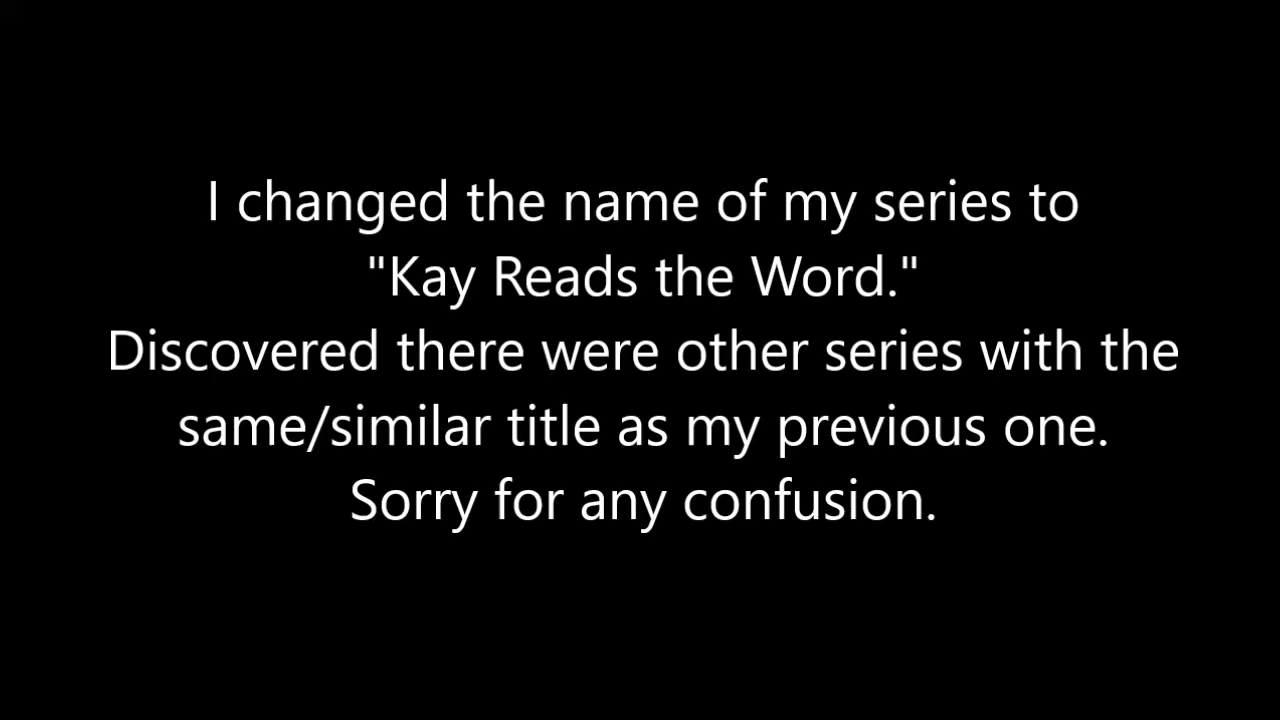 I changed the name of my series to
"Kay Reads the Word."
Discovered there were other series with the
same/similar title as my previous one.
Sorry for any confusion.